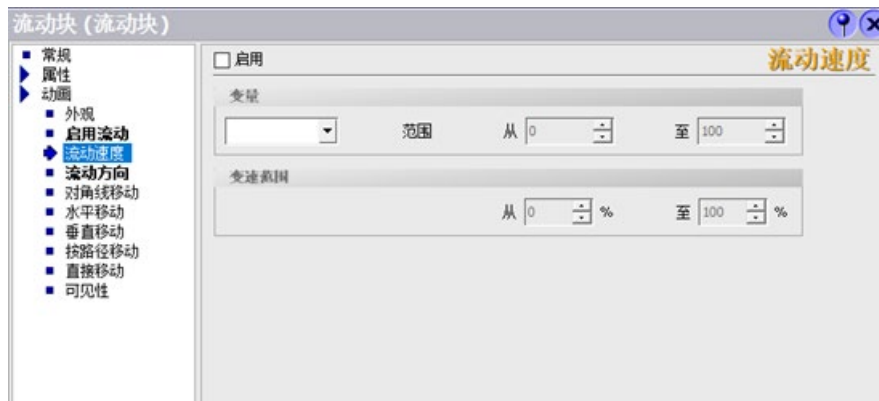 流动块（流动块）
常规
属性
动画
外观
启用流动
流动速度
流动方向
对角线移动
水平移动
垂直移动
按路径移动
直接移动
可见性
启用
流动速度
变量
范围 从 0 至 100
变速范围
从 0 % 至 100 %